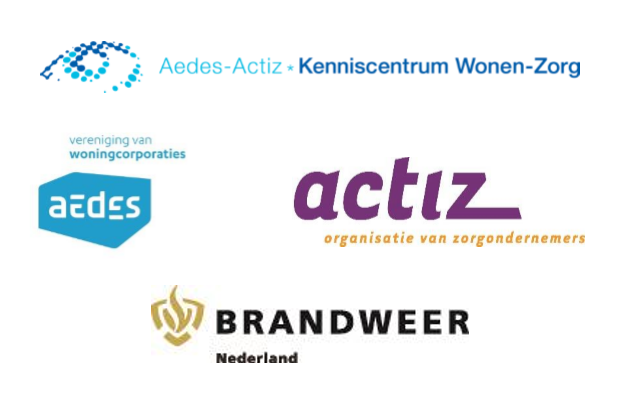 Aedes-Actiz * Kenniscentrum Wonen-Zorg
vereniging van
woningcorporaties
aedes
actiz
organisatie van zorgondernemers
BRANDWEER
Nederland